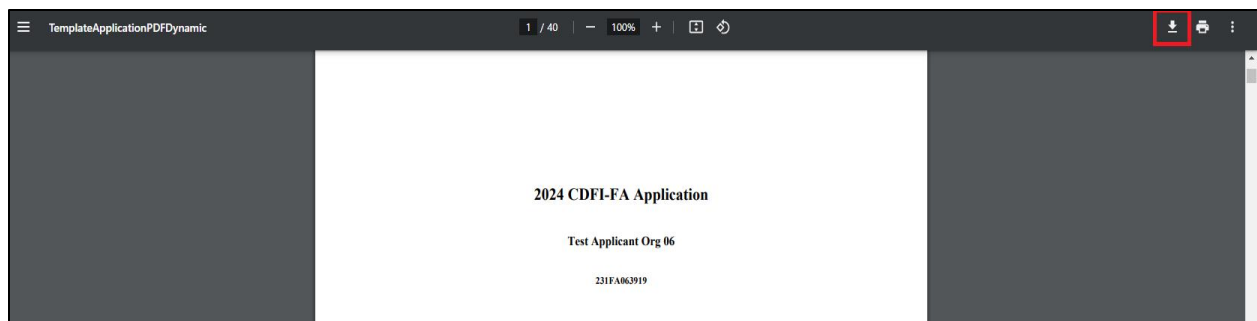 TemplateApplicationPDFDynamic 1 / 40 100%
2024 CDFI-FA Application
Test Applicant Org 06
231FA063919